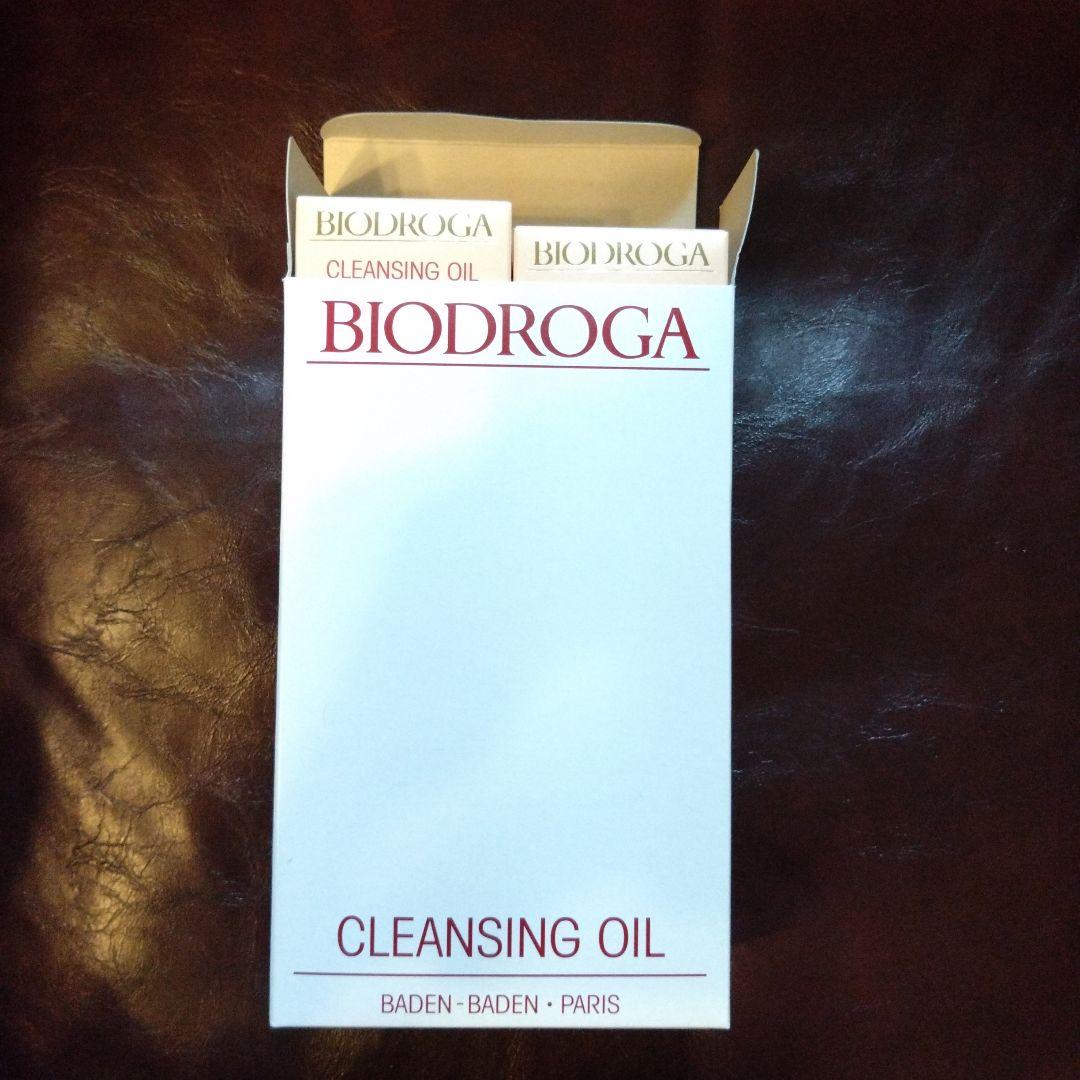 BIODROGA
CLEANSING OIL
BIODROGA
BIODROGA
CLEANSING OIL
BADEN-BADEN • PARIS